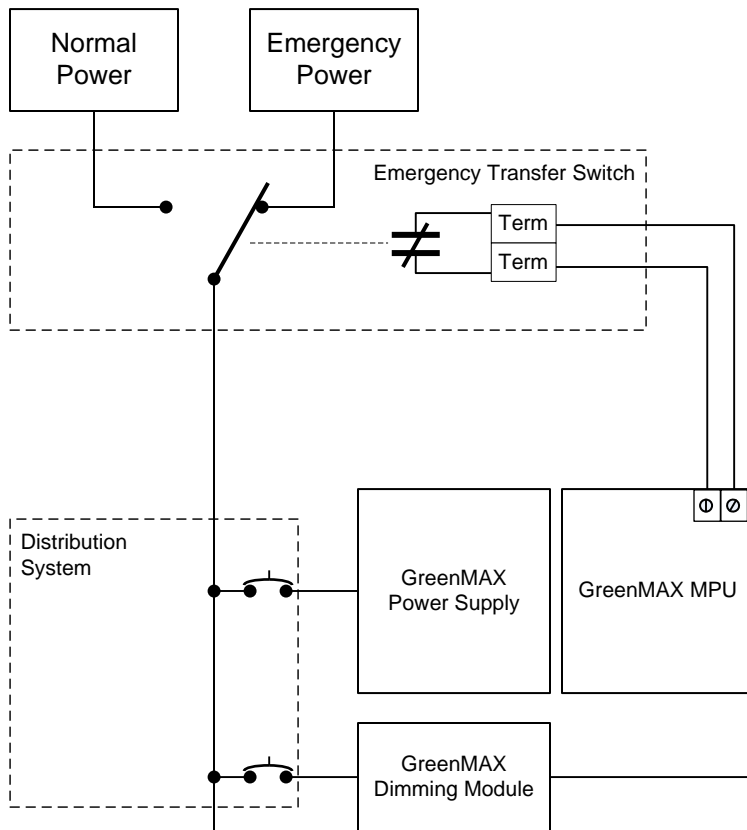 Normal
Power
Emergency
Power
Emergency Transfer Switch
Term
Term
Distribution
System
GreenMAX
Power Supply
GreenMAX MPU
GreenMAX
Dimming Module